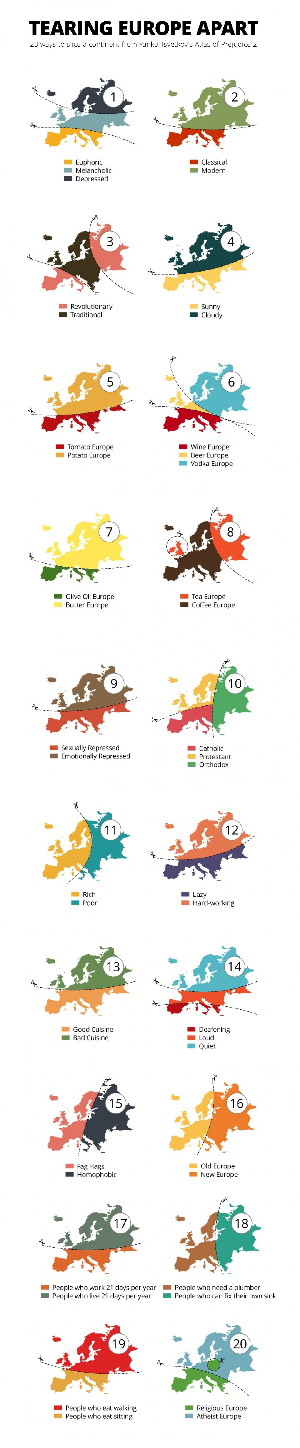 TEARING EUROPE APART
20 ways to slice a continent from Yanko Tsvetkov's Atlas of Prejudice 2
1
Euphoric
Melancholic
Depressed
2
Classical
Modern
3
Revolutionary
Traditional
4
Sunny
Cloudy
5
Tomato Europe
Potato Europe
6
Wine Europe
Beer Europe
Vodka Europe
7
Olive Oil Europe
Butter Europe
8
Tea Europe
Coffee Europe
9
Sexually Repressed
Emotionally Repressed
10
Catholic
Protestant
Orthodox
11
Rich
Poor
12
Lazy
Hard-working
13
Good Cuisine
Bad Cuisine
14
Deafening
Loud
Quiet
15
Fag Hags
Homophobic
16
Old Europe
New Europe
17
People who work 21 days per year
People who live 21 days per year
18
People who need a plumber
People who can fix their own sink
19
People who eat walking
People who eat sitting
20
Religious Europe
Atheist Europe